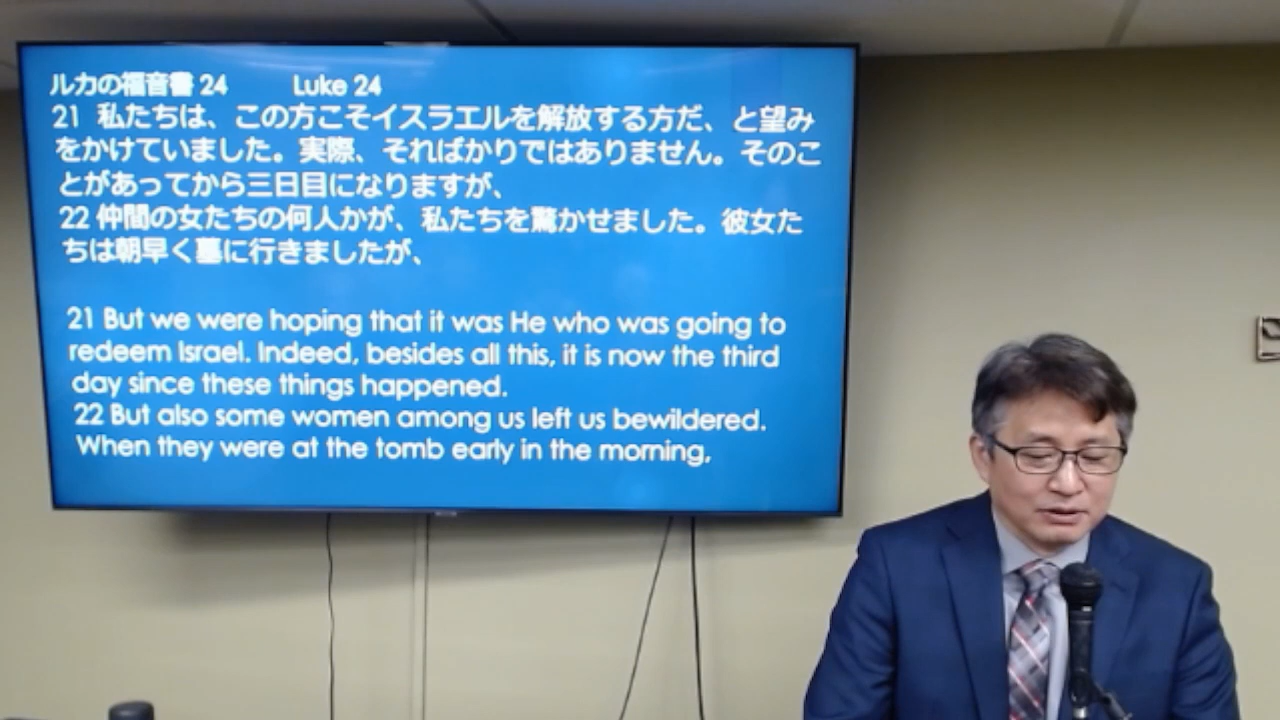 ルカの福音書 24 Luke 24
21 私たちは、この方こそイスラエルを解放する方だ、と望み
をかけていました。実際、そればかりではありません。そのこ
とがあってから三日目になりますが、
22 仲間の女たちの何人かが、私たちを驚かせました。彼女た
ちは朝早く墓に行きましたが、
21 But we were hoping that it was He who was going to
redeem Israel. Indeed, besides all this, it is now the third
day since these things happened.
22 But also some women among us left us bewildered.
When they were at the tomb early in the morning,